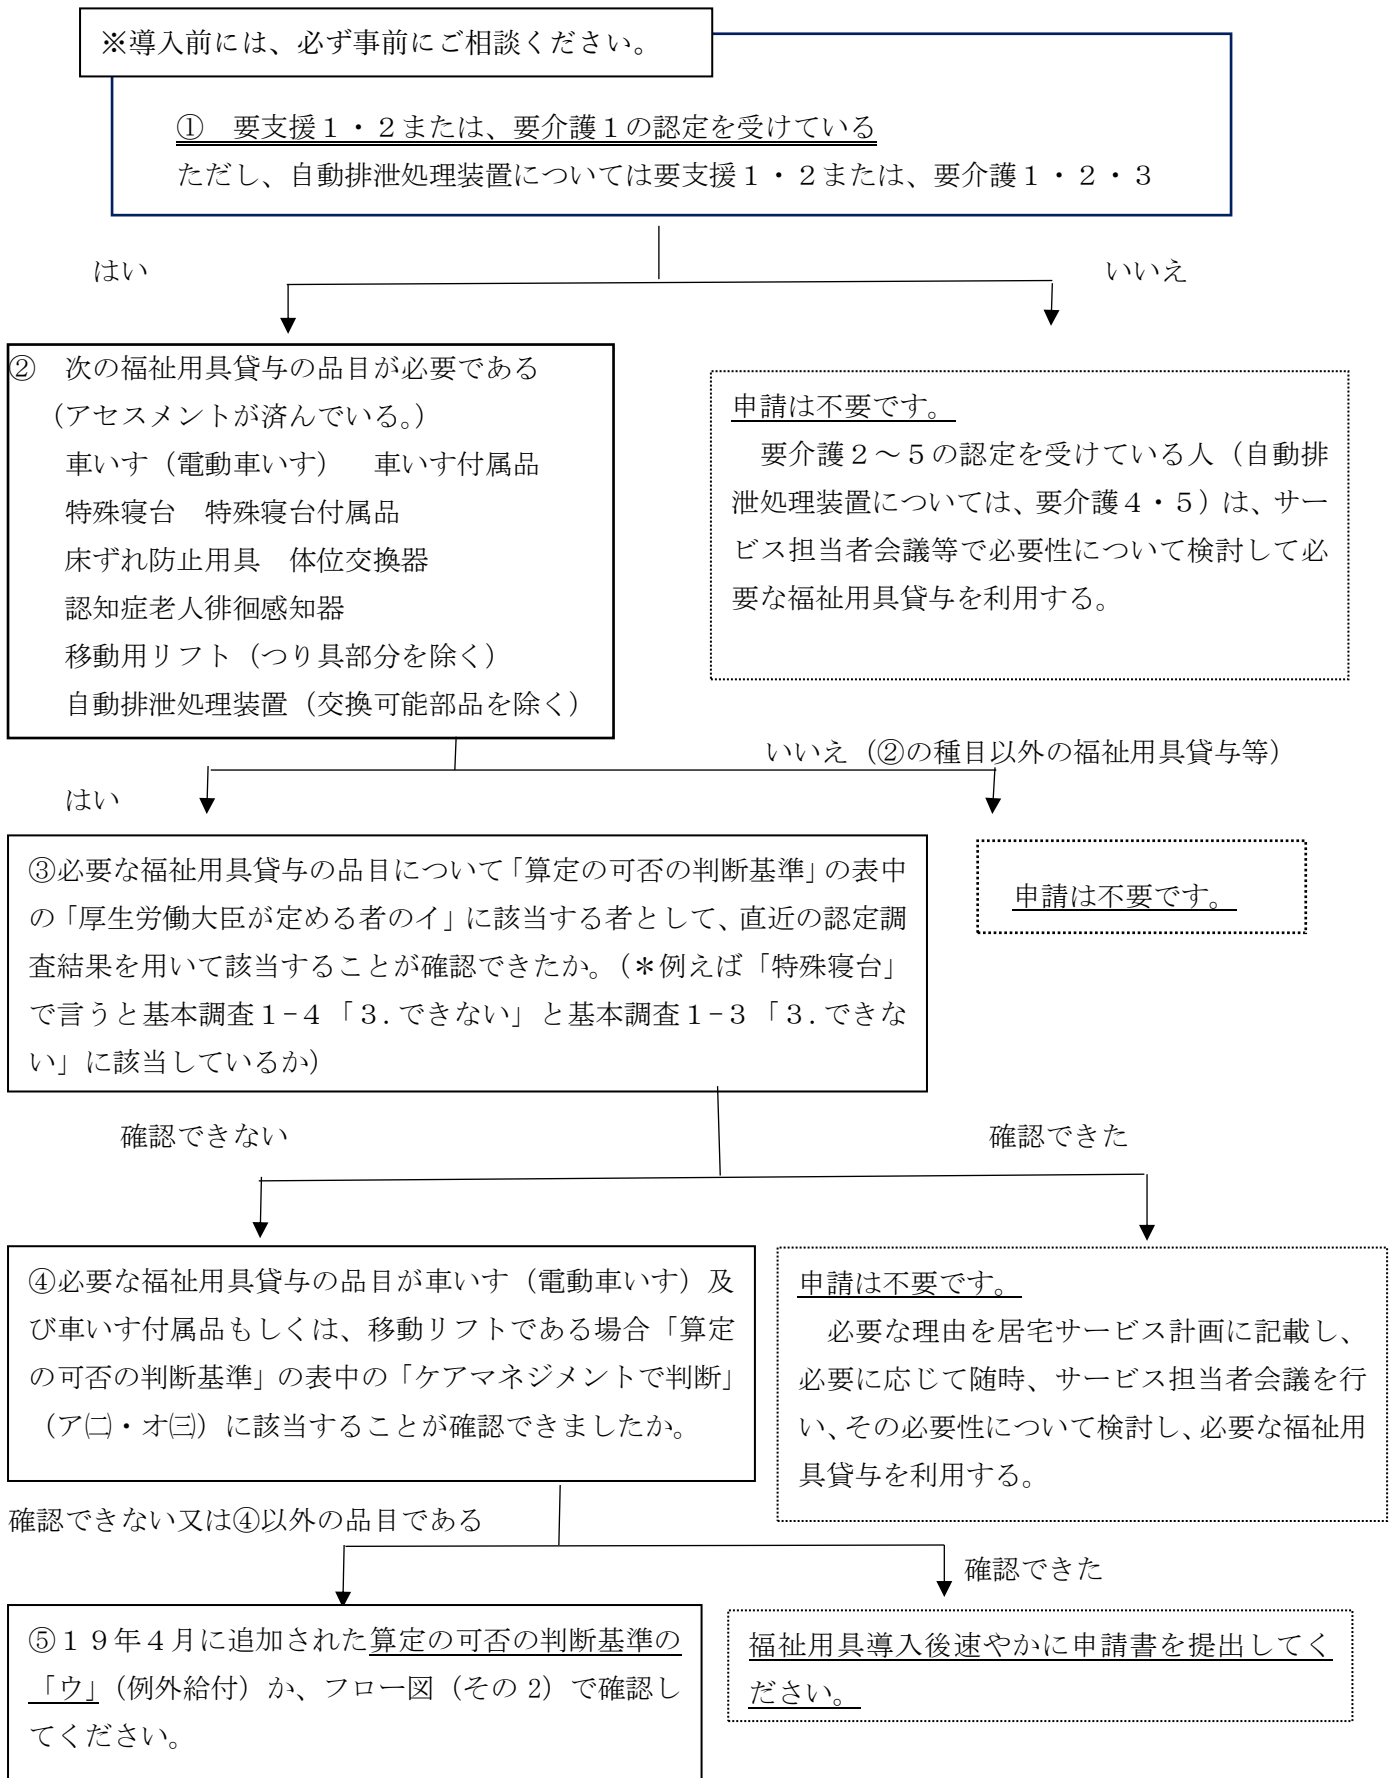 ※導入前には、必ず事前にご相談ください。
①　要支援１・２または、要介護１の認定を受けている
ただし、自動排泄処理装置については要支援１・２または、要介護１・２・３
はい
いいえ
②　次の福祉用具貸与の品目が必要である
（アセスメントが済んでいる。）
車いす（電動車いす）　車いす付属品
特殊寝台　特殊寝台付属品
床ずれ防止用具　体位交換器
認知症老人徘徊感知器
移動用リフト（つり具部分を除く）
自動排泄処理装置（交換可能部品を除く）
申請は不要です。
要介護２～５の認定を受けている人（自動排
泄処理装置については、要介護４・５）は、サー
ビス担当者会議等で必要性について検討して必
要な福祉用具貸与を利用する。
いいえ（②の種目以外の福祉用具貸与等）
はい
③必要な福祉用具貸与の品目について「算定の可否の判断基準」の表中
の「厚生労働大臣が定める者のイ」に該当する者として、直近の認定調
査結果を用いて該当することが確認できたか。（＊例えば「特殊寝台」
で言うと基本調査１-４「３.できない」と基本調査１-３「３.できな
い」に該当しているか）
申請は不要です。
確認できない
確認できた
④必要な福祉用具貸与の品目が車いす（電動車いす）及
び車いす付属品もしくは、移動リフトである場合「算定
の可否の判断基準」の表中の「ケアマネジメントで判断」
（ア㈡・オ㈢）に該当することが確認できましたか。
申請は不要です。
必要な理由を居宅サービス計画に記載し、
必要に応じて随時、サービス担当者会議を行
い、その必要性について検討し、必要な福祉用
具貸与を利用する。
確認できない又は④以外の品目である
確認できた
⑤１９年４月に追加された算定の可否の判断基準の
「ウ」（例外給付）か、フロー図（その 2）で確認し
てください。
福祉用具導入後速やかに申請書を提出してく
ださい。